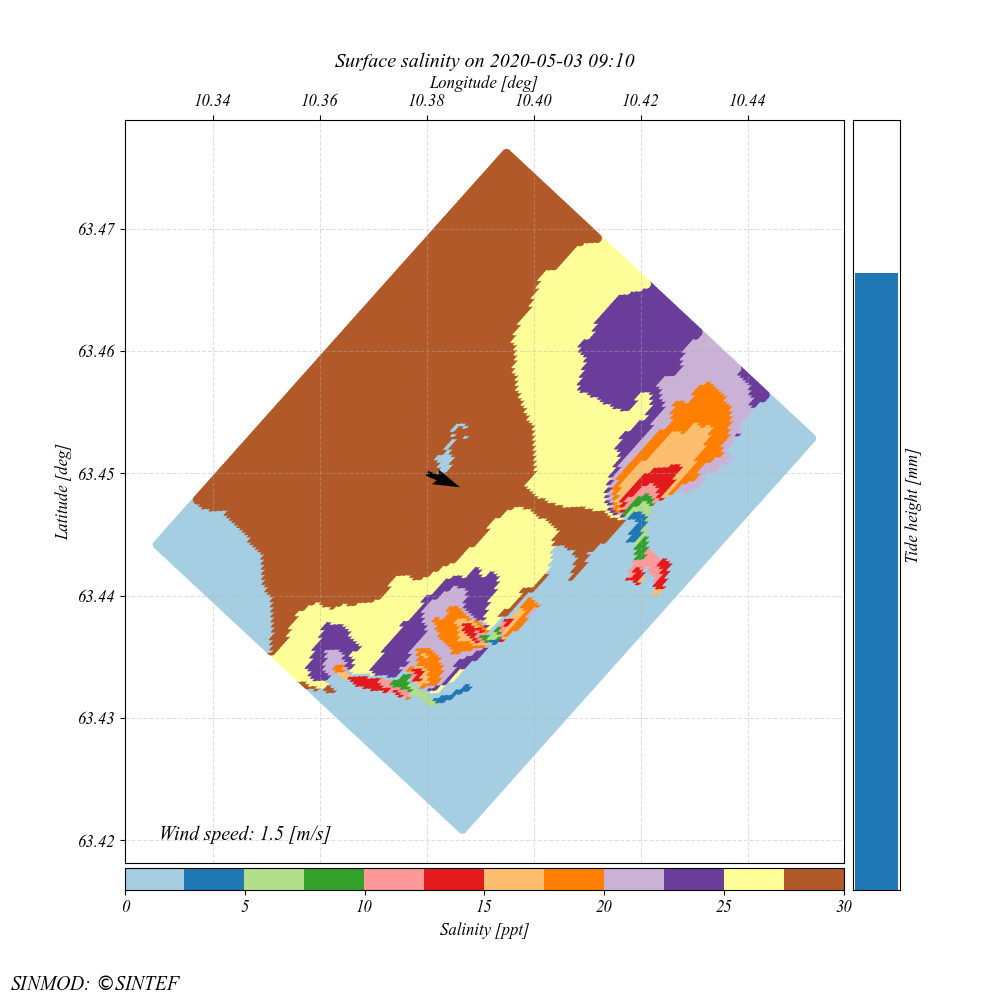 Surface salinity on 2020-05-03 09:10
Longitude [deg]
10.34 10.36 10.38 10.40 10.42 10.44
63.47
63.46
63.45
63.44
63.43
63.42
Latitude [deg]
Tide height [mm]
Wind speed: 1.5 [m/s]
0 5 10 15 20 25 30
Salinity [ppt]
SINMOD: ©SINTEF